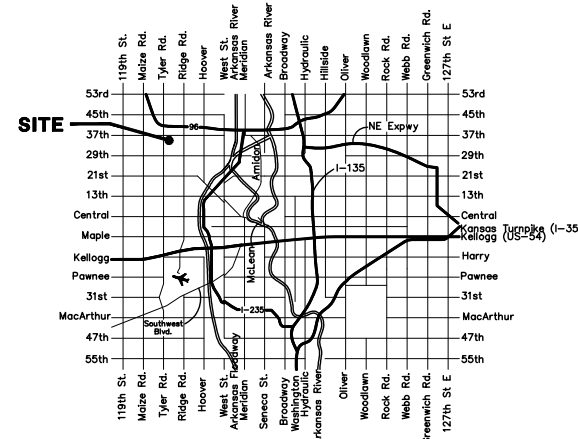 119th St.
Maize Rd.
Tyler Rd.
Ridge Rd.
Hoover
West St.
Arkansas River
Meridian
Arkansas River
Broadway
Hydraulic
Hillside
Oliver
Woodlawn
Rock Rd.
Webb Rd.
Greenwich Rd.
127th St E
53rd
45th
37th
29th
21st
13th
Central
Maple
Kellogg
Pawnee
31st
MacArthur
47th
55th
SITE
96
Amidon
NE Expwy
I-135
McLean
I-235
Southwest
Blvd.
53rd
45th
37th
29th
21st
13th
Central
Kansas Turnpike (I-35
Kellogg (US-54)
Harry
Pawnee
31st
MacArthur
47th
55th
119th St.
Maize Rd.
Tyler Rd.
Ridge Rd.
Hoover
West St.
Arkansas Floodway
Meridian
Seneca St.
Broadway
Washington
Hydraulic
Arkansas River
Oliver
Woodlawn
Rock Rd.
Webb Rd.
Greenwich Rd.
127th St E